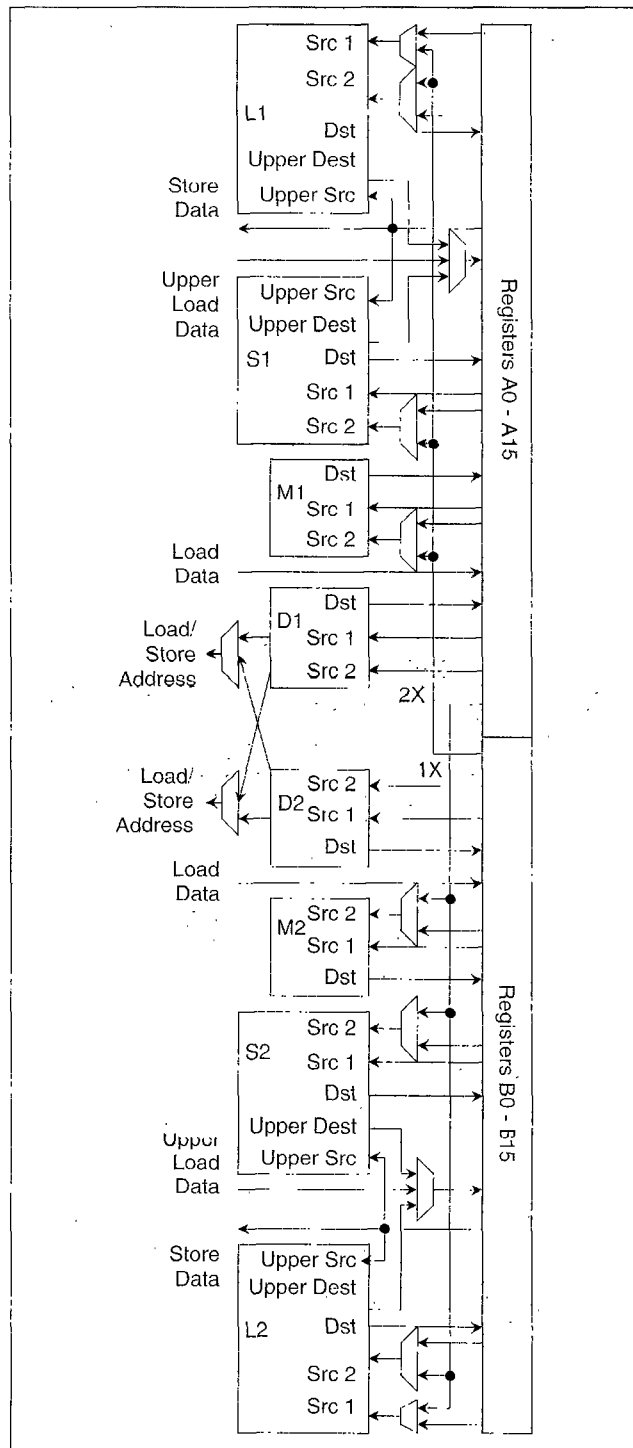 Src 1
Src 2
L1
Dst
Upper Dest
Store
Data
Upper Src
Upper
Load
Data
Upper Src
Upper Dest
S1
Dst
Src 1
Src 2
Registers A0 - A15
M1
Dst
Src 1
Src 2
Load
Data
D1
Dst
Src 1
Src 2
Load/
Store
Address
2X
1X
Load/
Store
Address
D2
Src 2
Src 1
Dst
Load
Data
M2
Src 2
Src 1
Dst
Registers B0 - B15
S2
Src 2
Src 1
Dst
Upper Dest
Upper Src
Upper
Load
Data
Store
Data
Upper Src
Upper Dest
L2
Dst
Src 2
Src 1